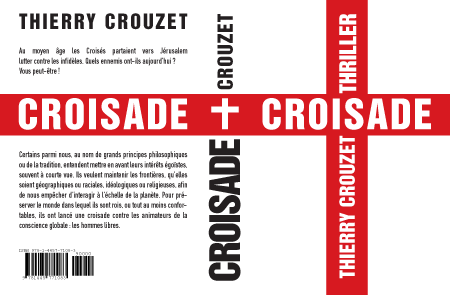 THIERRY CROUZET
Au moyen âge les Croisés partaient vers Jérusalem
lutter contre les infidèles. Quels ennemis ont-ils aujourd'hui ?
Vous peut-être !
CROISADE
Certains parmi nous, au nom de grands principes philosophiques
ou de la tradition, entendent mettre en avant leurs intérêts égoïstes,
souvent à courte vue. Ils veulent maintenir les frontières, qu'elles
soient géographiques ou raciales, idéologiques ou religieuses, afin
de nous empêcher d'interagir à l'échelle de la planète. Pour pré-
server le monde dans lequel ils sont rois, ou tout au moins confor-
tables, ils ont lancé une croisade contre les animateurs de la
conscience globale : les hommes libres.
CROISADE
CROUZET
THRILLER
CROISADE
THIERRY CROUZET